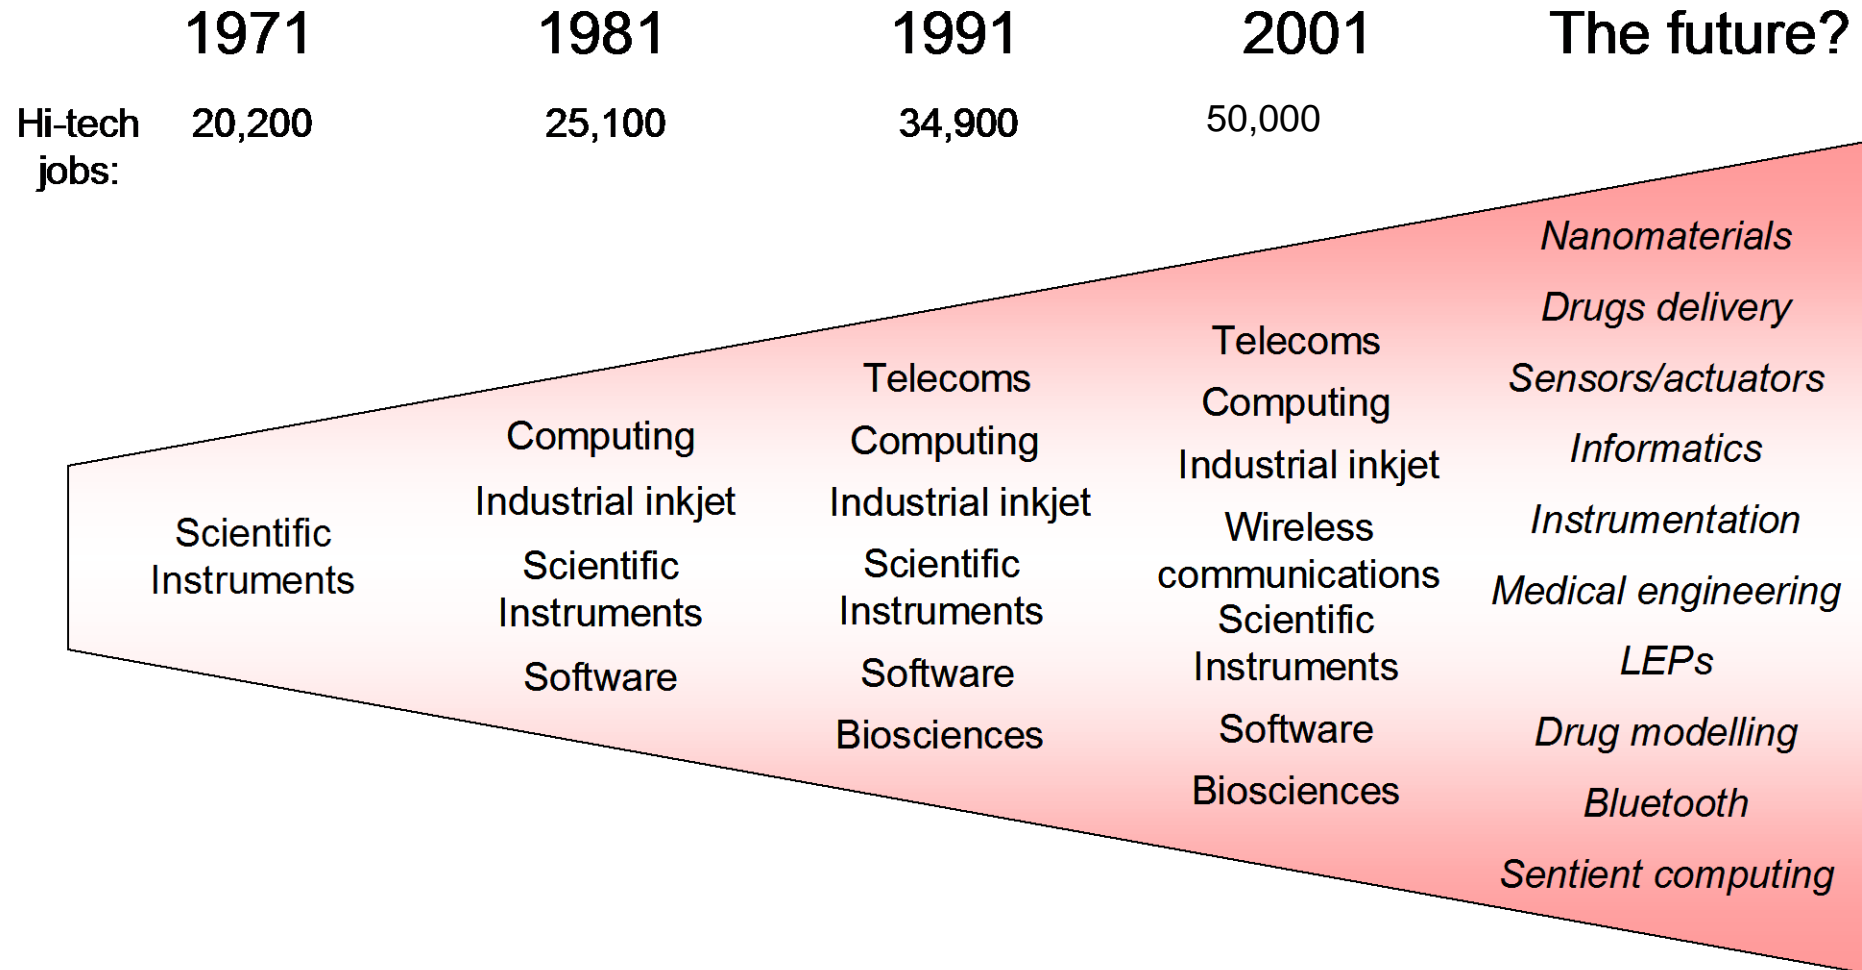 1971 1981 1991 2001 The future?
Hi-tech 20,200 25,100 34,900 50,000
jobs:
Scientific
Instruments
Computing
Industrial inkjet
Scientific
Instruments
Software
Telecoms
Computing
Industrial inkjet
Scientific
Instruments
Software
Biosciences
Telecoms
Computing
Industrial inkjet
Wireless
communications
Scientific
Instruments
Software
Biosciences
Nanomaterials
Drugs delivery
Sensors/actuators
Informatics
Instrumentation
Medical engineering
LEPs
Drug modelling
Bluetooth
Sentient computing